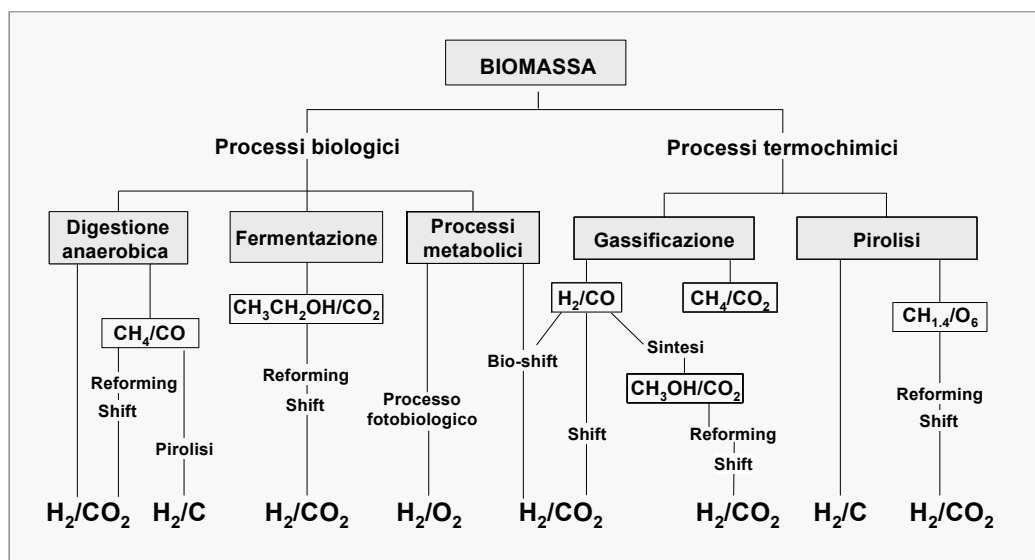 BIOMASSA
Processi biologici
Processi termochimici
Digestione
anaerobica
Fermentazione
Processi
metabolici
Gassificazione
Pirolisi
CH₃CH₂OH/CO₂
H₂/CO
CH₄/CO₂
CH₁.₄/O₆
CH₄/CO
Bio-shift
Sintesi
Reforming
Shift
Reforming
Shift
CH₃OH/CO₂
Processo
fotobiologico
Reforming
Shift
Shift
Reforming
Shift
Pirolisi
H₂/CO₂
H₂/C
H₂/CO₂
H₂/O₂
H₂/CO₂
H₂/CO₂
H₂/C
H₂/CO₂